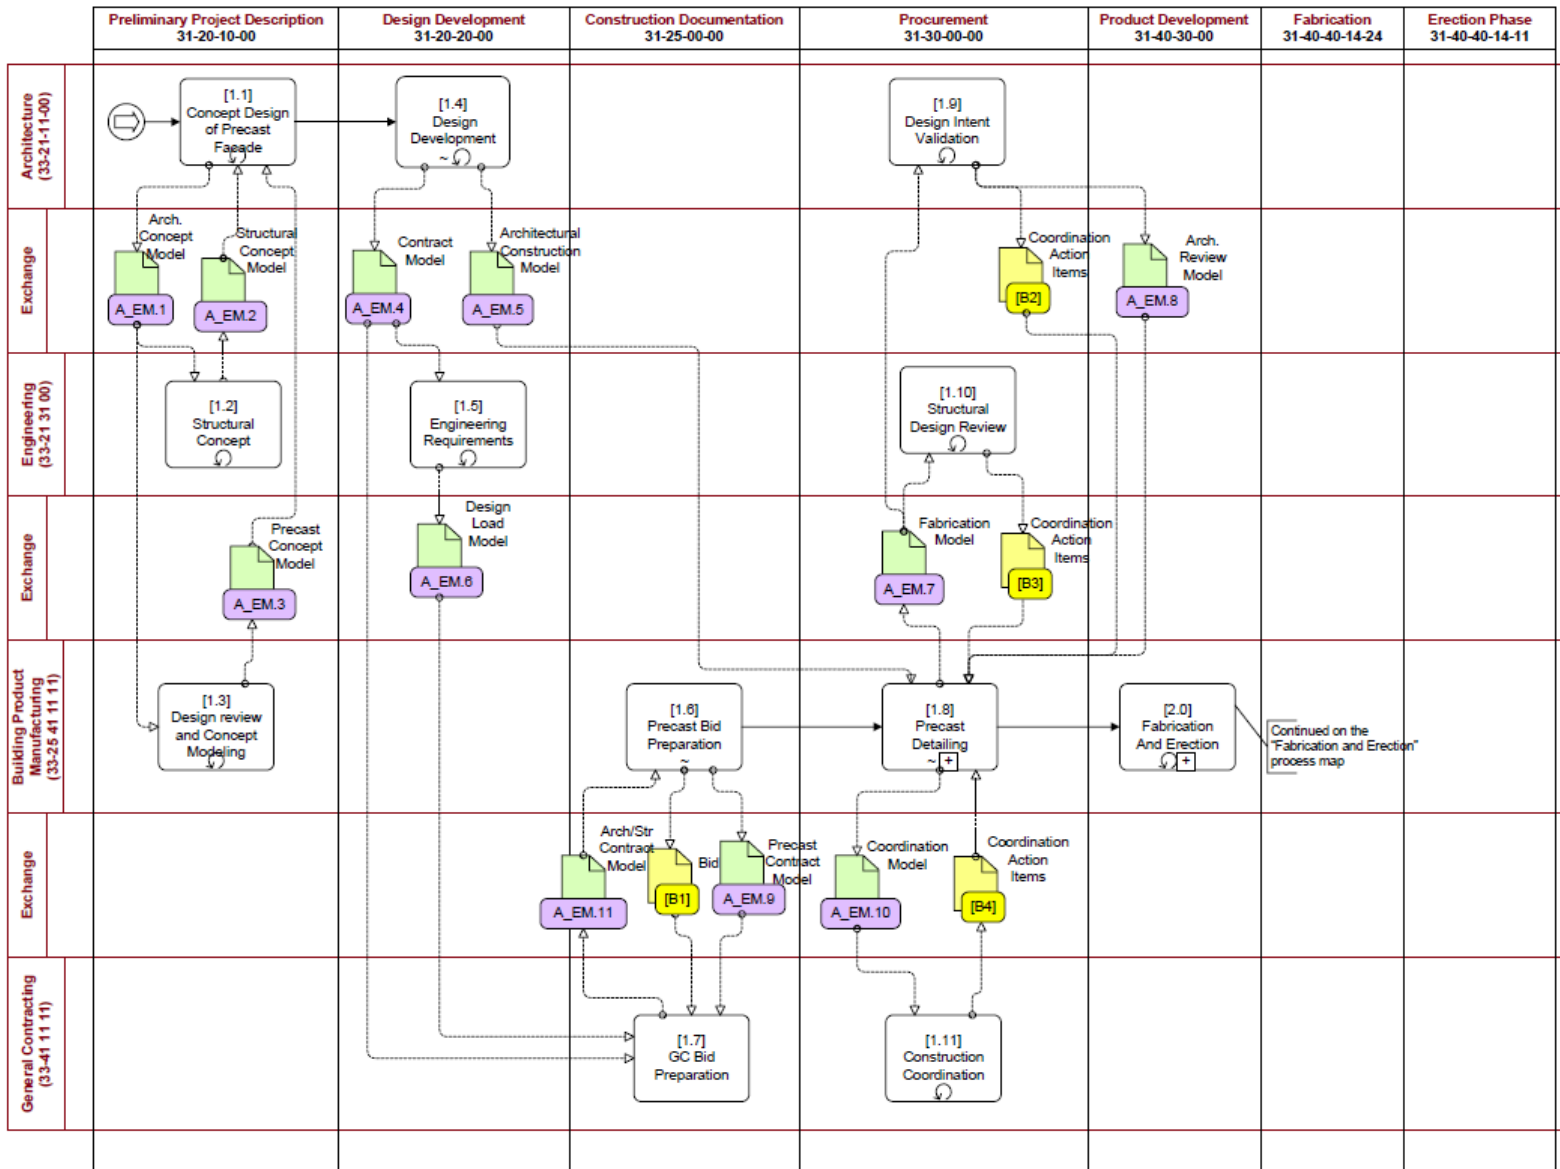 Preliminary Project Description
31-20-10-00
Design Development
31-20-20-00
Construction Documentation
31-25-00-00
Procurement
31-30-00-00
Product Development
31-40-30-00
Fabrication
31-40-40-14-24
Erection Phase
31-40-40-14-11
Architecture
(33-21-11-00)
[1.1]
Concept Design
of Precast
Façade
[1.4]
Design
Development
~
[1.9]
Design Intent
Validation
Exchange
Arch.
Concept
Model
A_EM.1
Structural
Concept
Model
A_EM.2
Contract
Model
A_EM.4
Architectural
Construction
Model
A_EM.5
Coordination
Action
Items
[B2]
Arch.
Review
Model
A_EM.8
Engineering
(33-21 31 00)
[1.2]
Structural
Concept
[1.5]
Engineering
Requirements
[1.10]
Structural
Design Review
Exchange
Precast
Concept
Model
A_EM.3
Design
Load
Model
A_EM.6
Fabrication
Model
A_EM.7
Coordination
Action
Items
[B3]
Building Product
Manufacturing
(33-25 41 11 11)
[1.3]
Design review
and Concept
Modeling
[1.6]
Precast Bid
Preparation
~
[1.8]
Precast
Detailing
~ +
[2.0]
Fabrication
And Erection
+
Continued on the
"Fabrication and Erection"
process map
Exchange
Arch/Str
Contract
Model
A_EM.11
Bid
[B1]
Precast
Contract
Model
A_EM.9
Coordination
Model
A_EM.10
Coordination
Action
Items
[B4]
General Contracting
(33-41 11 11)
[1.7]
GC Bid
Preparation
[1.11]
Construction
Coordination